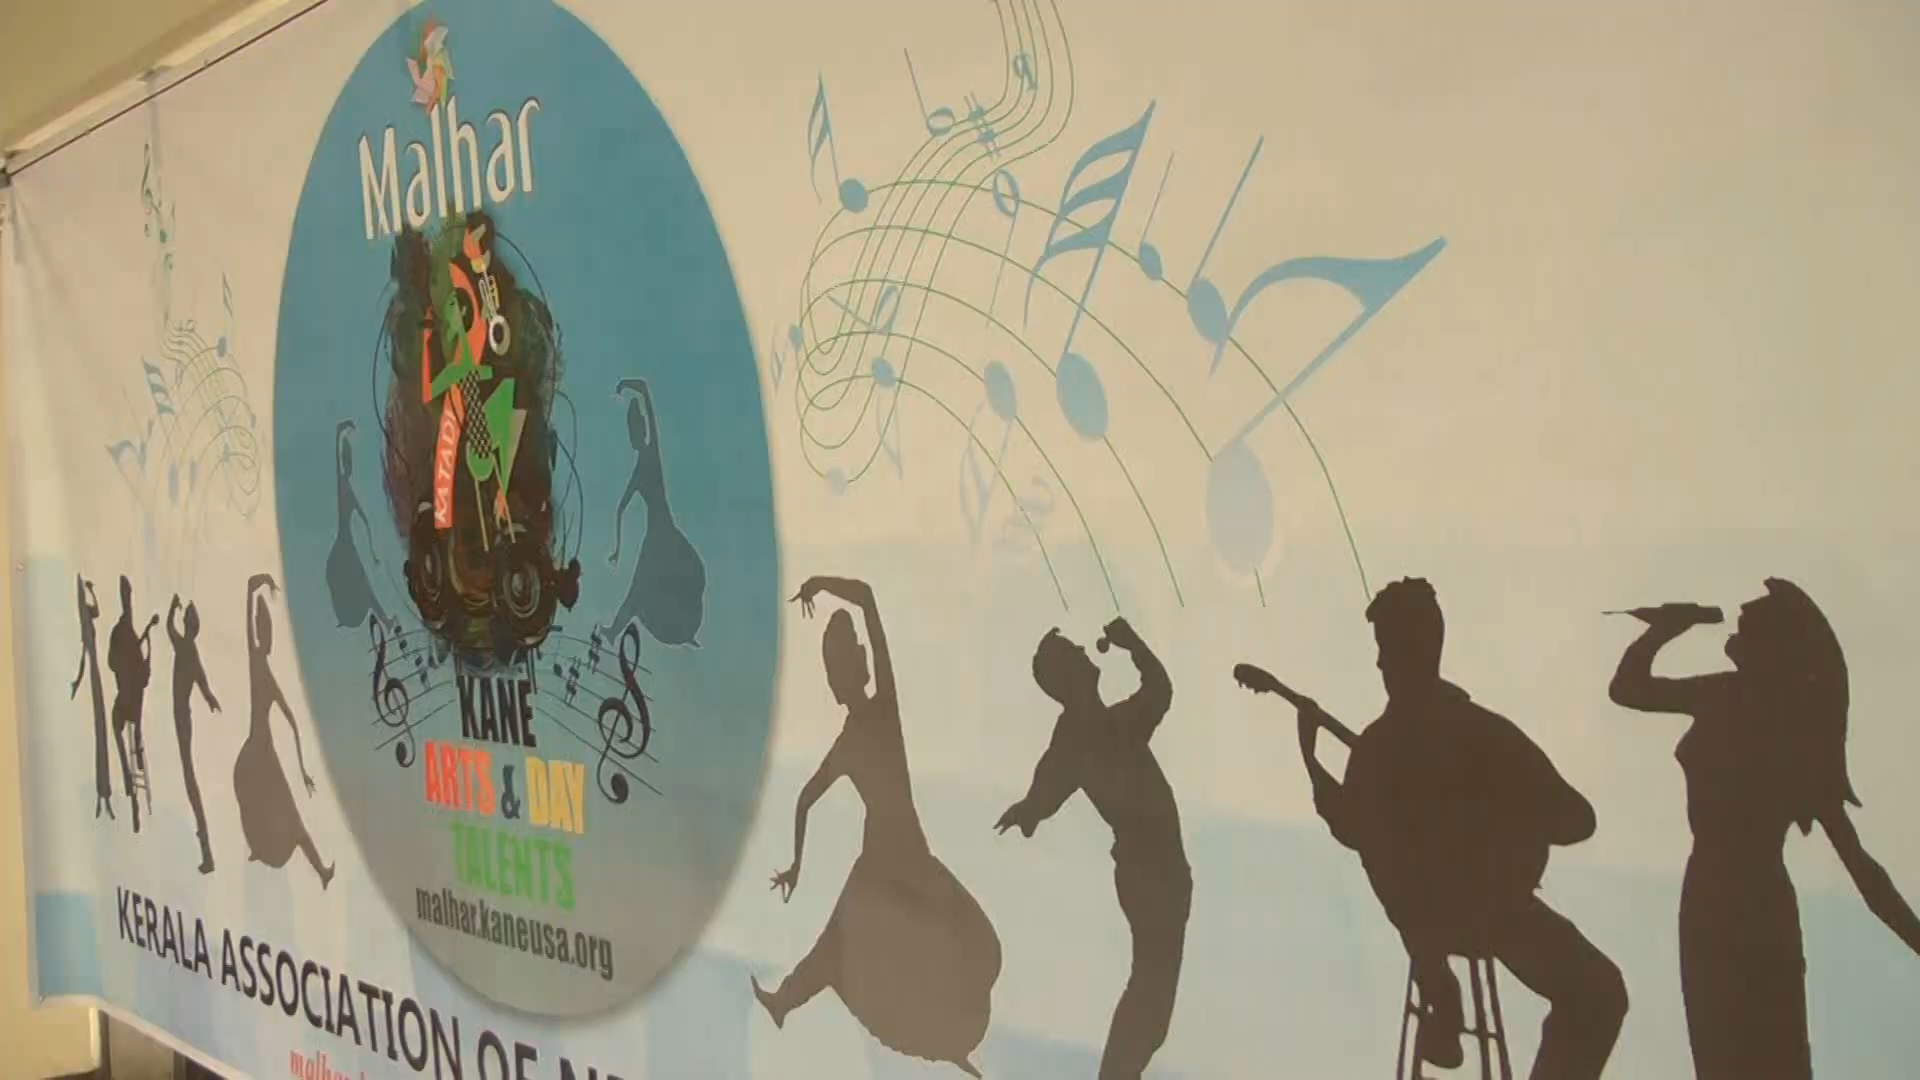 Malhar
KATADI
KANE
ARTS & DAY
TALENTS
malhar.kaneusa.org
KERALA ASSOCIATION OF